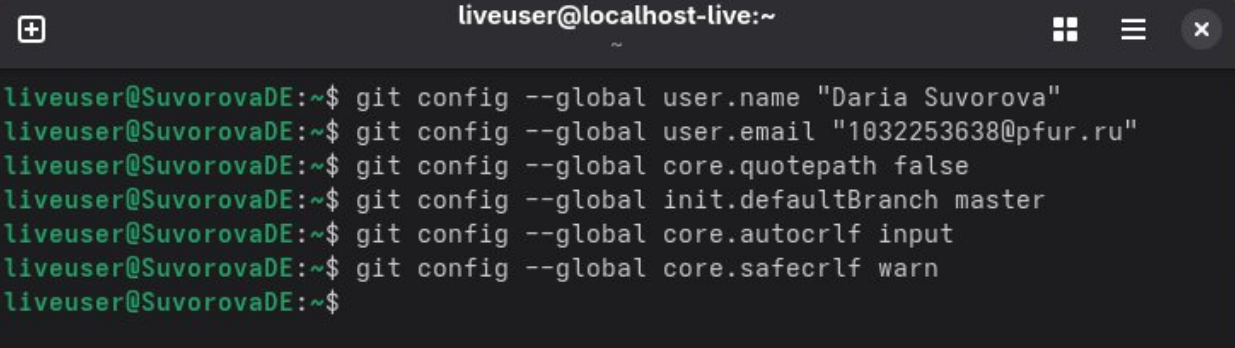 liveuser@localhost-live:~
~
liveuser@SuvorovaDE:~$ git config --global user.name "Daria Suvorova"
liveuser@SuvorovaDE:~$ git config --global user.email "1032253638@pfur.ru"
liveuser@SuvorovaDE:~$ git config --global core.quotepath false
liveuser@SuvorovaDE:~$ git config --global init.defaultBranch master
liveuser@SuvorovaDE:~$ git config --global core.autocrlf input
liveuser@SuvorovaDE:~$ git config --global core.safecrlf warn
liveuser@SuvorovaDE:~$